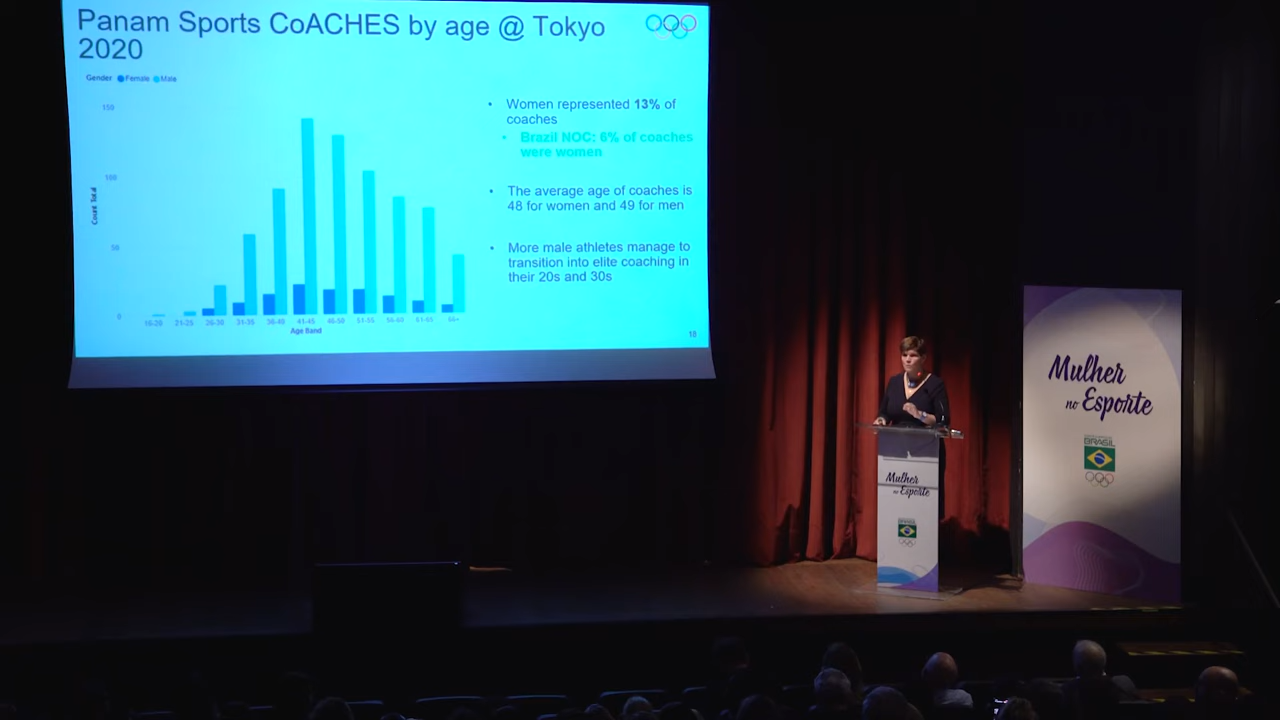 Panam Sports CoACHES by age @ Tokyo
2020
Gender Female Male
150
100
50
0
Count Total
16-20 21-25 26-30 31-35 36-40 41-45 46-50 51-55 56-60 61-65 66+
Age Band
• Women represented 13% of
coaches
• Brazil NOC: 6% of coaches
were women
• The average age of coaches is
48 for women and 49 for men
• More male athletes manage to
transition into elite coaching in
their 20s and 30s
18
Mulher
no Esporte
BRASIL
Mulher
no Esporte
BRASIL